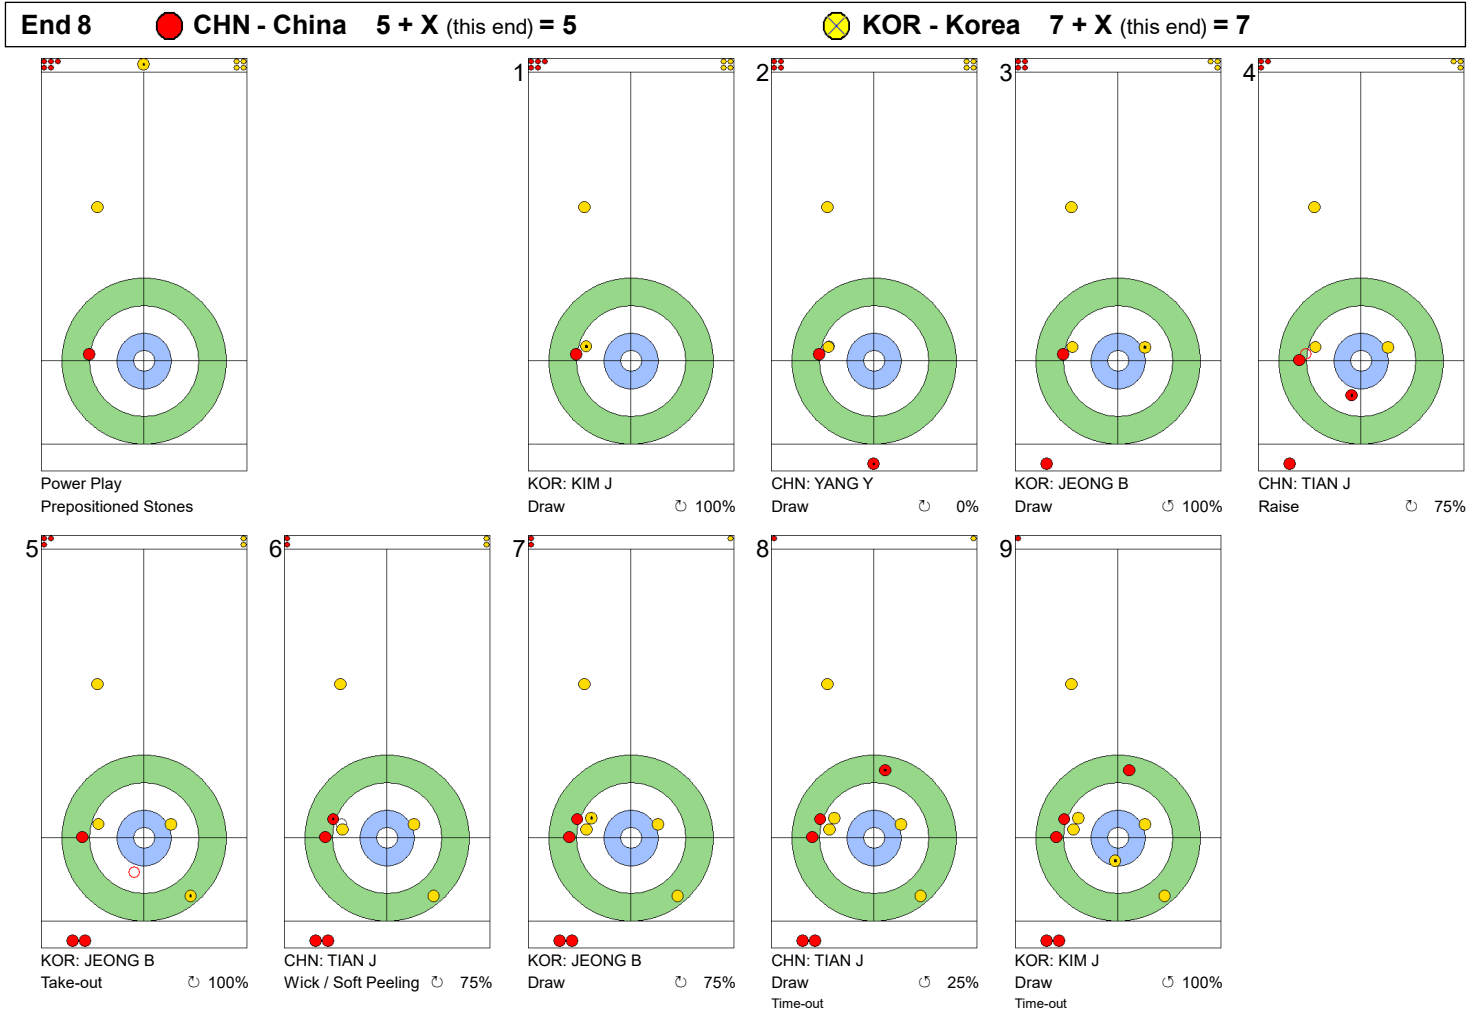 End 8 CHN - China 5 + X (this end) = 5 KOR - Korea 7 + X (this end) = 7
1 2 3 4
Power Play
Prepositioned Stones
KOR: KIM J
Draw ↻ 100%
CHN: YANG Y
Draw ↻ 0%
KOR: JEONG B
Draw ↺ 100%
CHN: TIAN J
Raise ↻ 75%
5 6 7 8 9
KOR: JEONG B
Take-out ↻ 100%
CHN: TIAN J
Wick / Soft Peeling ↻ 75%
KOR: JEONG B
Draw ↻ 75%
CHN: TIAN J
Draw ↺ 25%
Time-out
KOR: KIM J
Draw ↺ 100%
Time-out